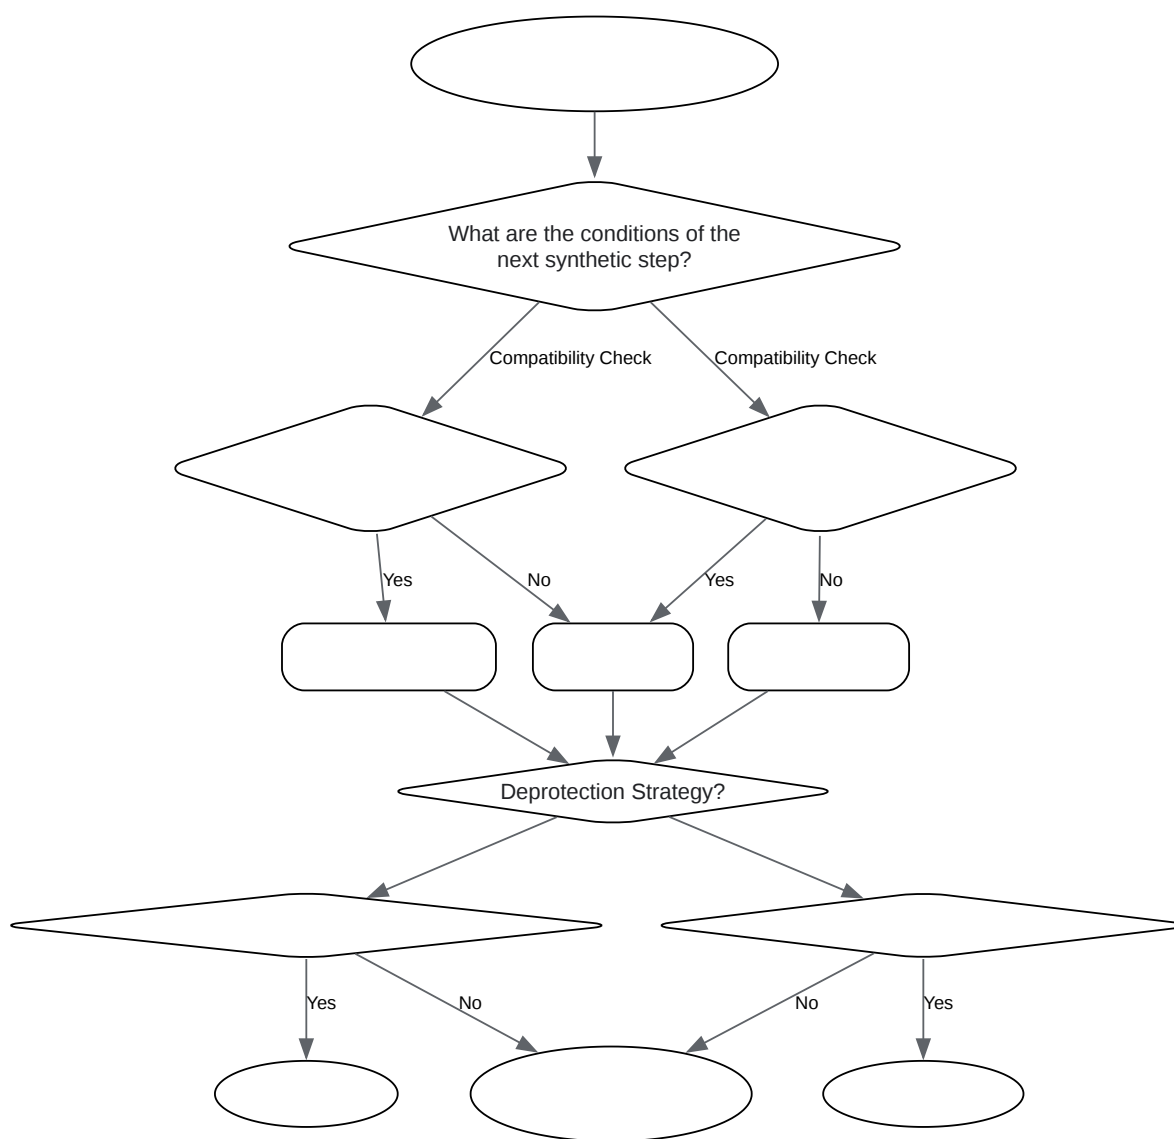 What are the conditions of the
next synthetic step?
Compatibility Check
Compatibility Check
Yes
No
Yes
No
Deprotection Strategy?
Yes
No
No
Yes